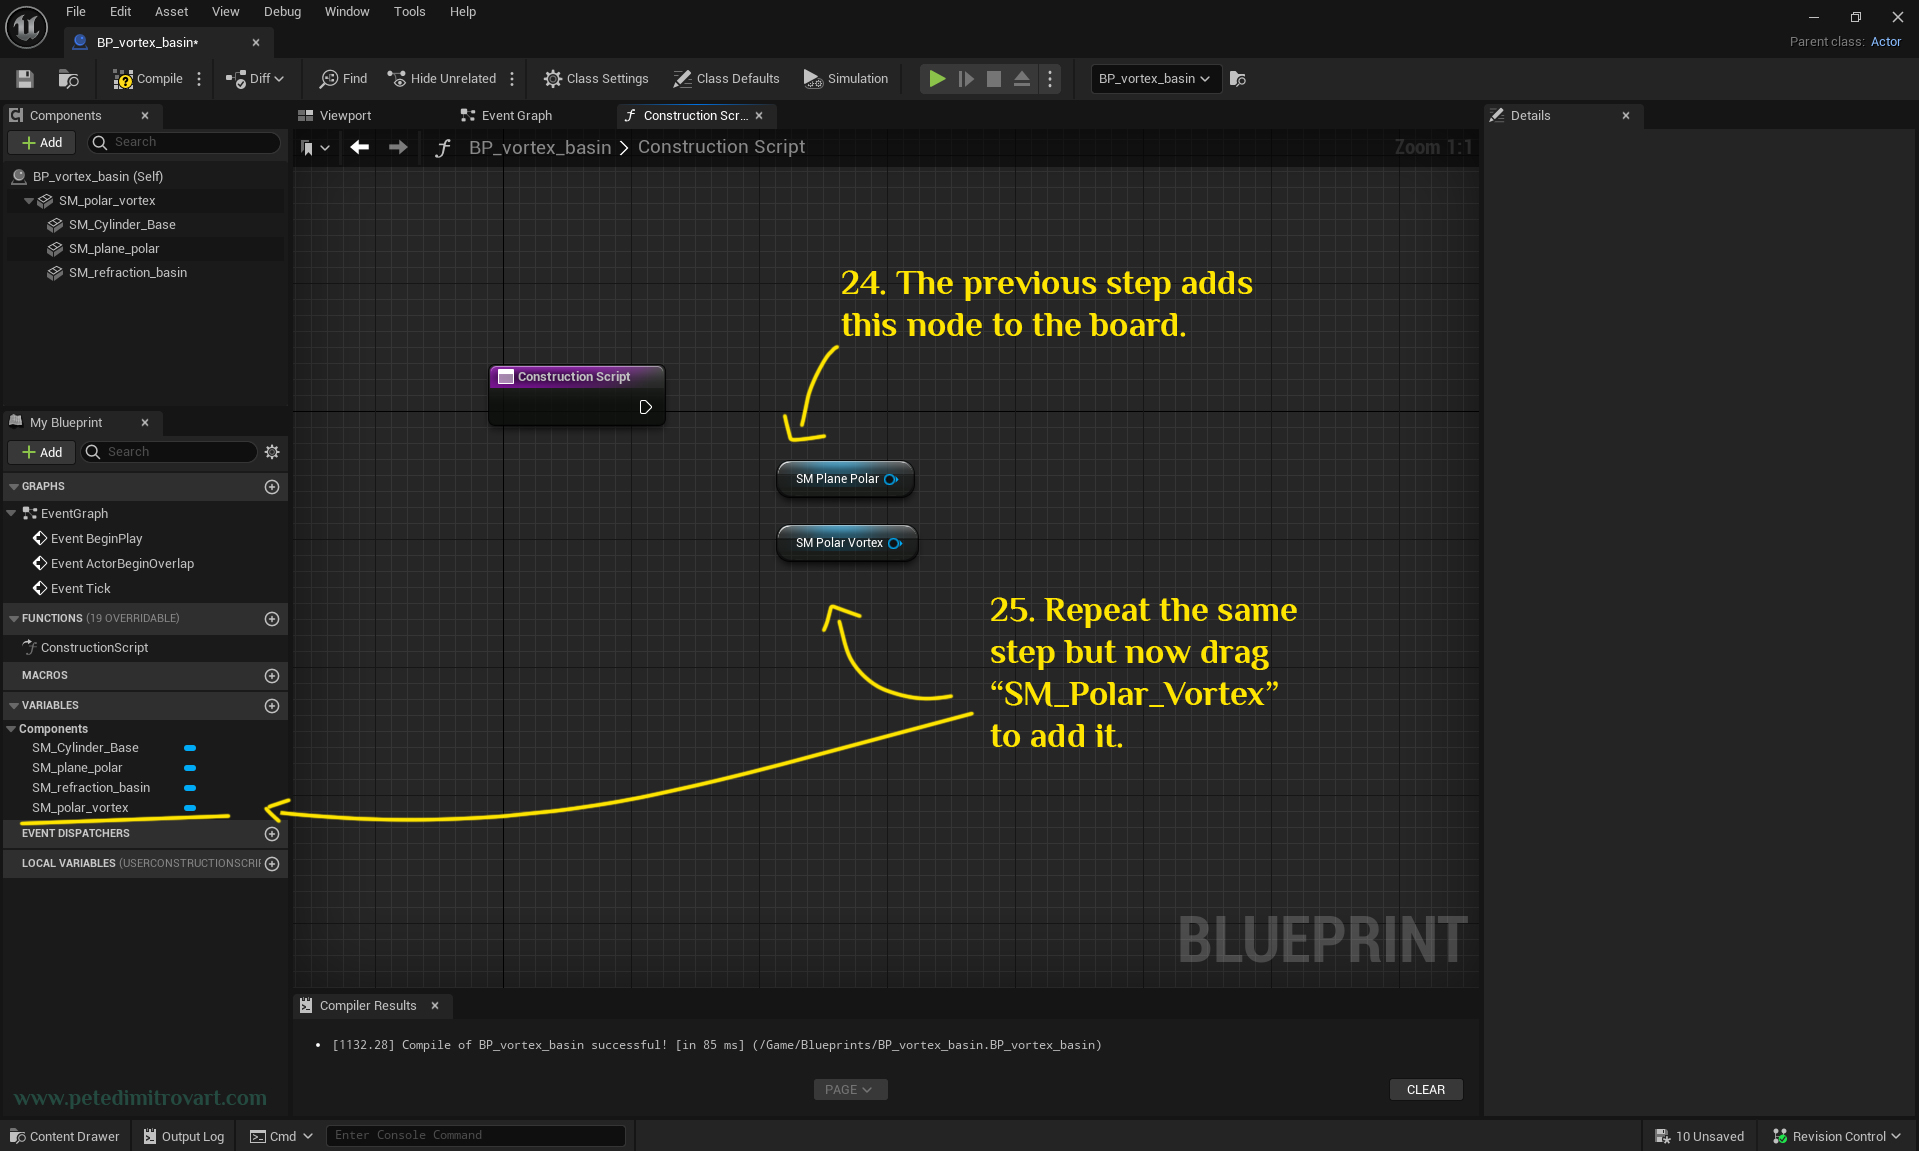 File Edit Asset View Debug Window Tools Help
BP_vortex_basin*
Parent class: Actor
Compile Diff Find Hide Unrelated Class Settings Class Defaults Simulation BP_vortex_basin
Components
Viewport Event Graph Construction Scr...
Details
Add Search
BP_vortex_basin > Construction Script
Zoom 1:1
BP_vortex_basin (Self)
SM_polar_vortex
SM_Cylinder_Base
SM_plane_polar
SM_refraction_basin
24. The previous step adds
this node to the board.
Construction Script
SM Plane Polar
SM Polar Vortex
25. Repeat the same
step but now drag
“SM_Polar_Vortex”
to add it.
My Blueprint
Add Search
GRAPHS
EventGraph
Event BeginPlay
Event ActorBeginOverlap
Event Tick
FUNCTIONS (19 OVERRIDABLE)
ConstructionScript
MACROS
VARIABLES
Components
SM_Cylinder_Base
SM_plane_polar
SM_refraction_basin
SM_polar_vortex
EVENT DISPATCHERS
LOCAL VARIABLES (USERCONSTRUCTIONSCRI
BLUEPRINT
Compiler Results
• [1132.28] Compile of BP_vortex_basin successful! [in 85 ms] (/Game/Blueprints/BP_vortex_basin.BP_vortex_basin)
PAGE
CLEAR
www.petedimitrovart.com
Content Drawer Output Log Cmd Enter Console Command 10 Unsaved Revision Control